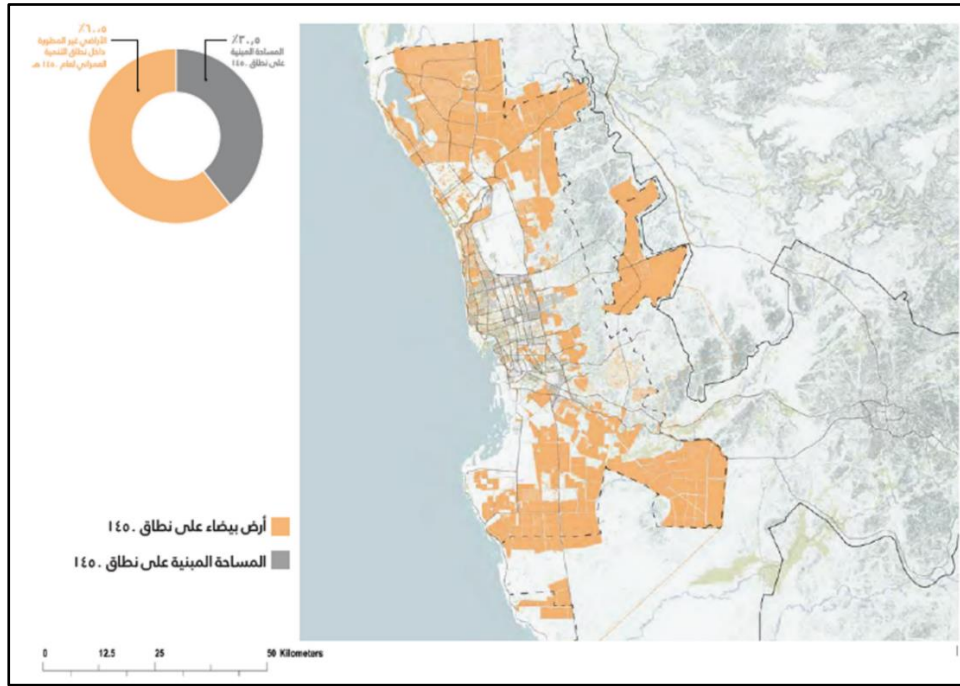 ٪٦٠,٥
الأراضي غير المطورة
داخل نطاق التنمية
العمراني لعام ١٤٥٠ هـ
٪٣٠,٥
المساحة المبنية
على نطاق ١٤٥٠
أرض بيضاء على نطاق ١٤٥٠
المساحة المبنية على نطاق ١٤٥٠
0 12.5 25 50 Kilometers